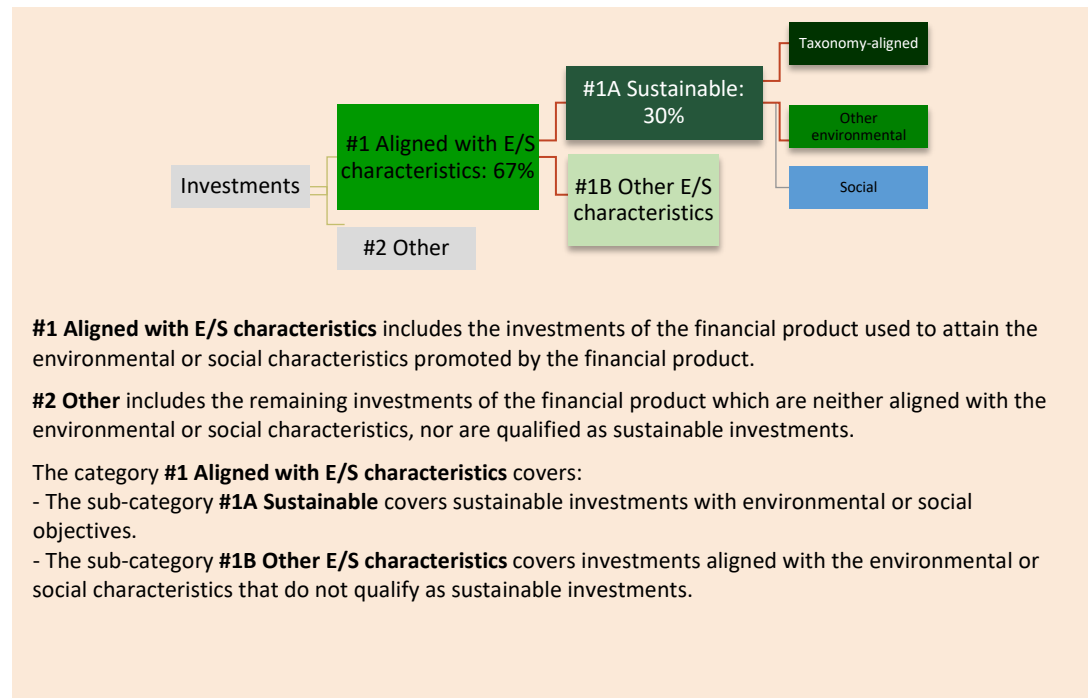 Taxonomy-aligned
#1A Sustainable:
30%
#1 Aligned with E/S
characteristics: 67%
Other
environmental
Investments
#1B Other E/S
characteristics
Social
#2 Other
#1 Aligned with E/S characteristics includes the investments of the financial product used to attain the
environmental or social characteristics promoted by the financial product.
#2 Other includes the remaining investments of the financial product which are neither aligned with the
environmental or social characteristics, nor are qualified as sustainable investments.
The category #1 Aligned with E/S characteristics covers:
- The sub-category #1A Sustainable covers sustainable investments with environmental or social
objectives.
- The sub-category #1B Other E/S characteristics covers investments aligned with the environmental or
social characteristics that do not qualify as sustainable investments.